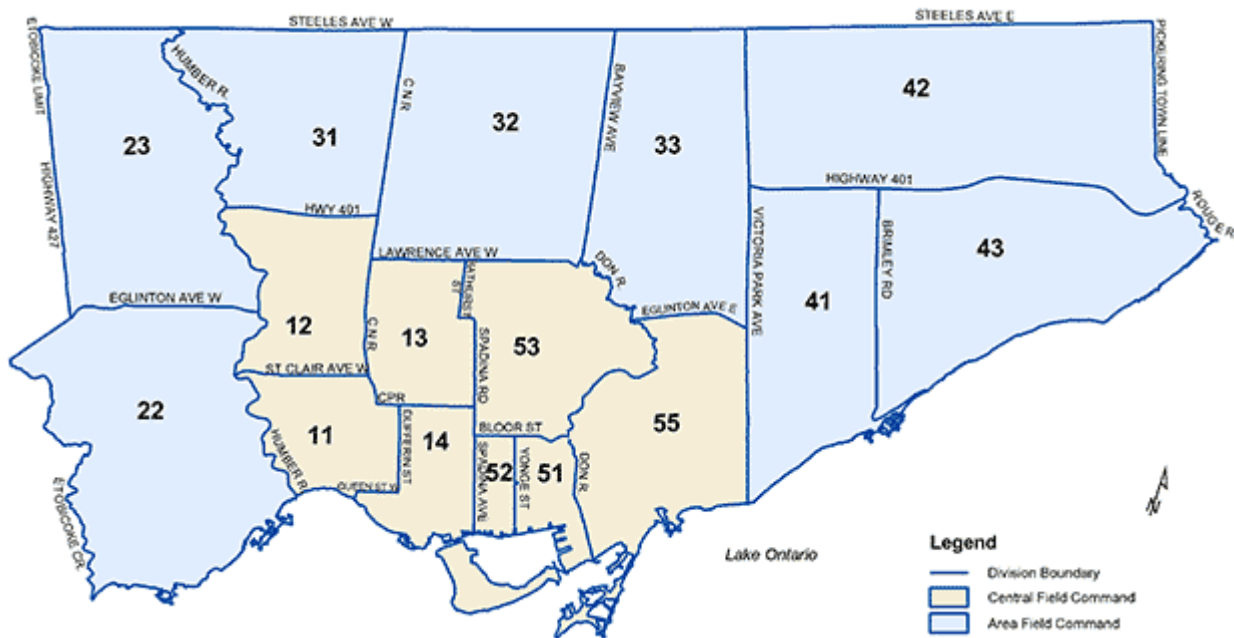 STEELES AVE W
STEELES AVE E
ETOBICOKE LIMIT
HUMBER R.
C N R
BAYVIEW AVE
PICKERING TOWN LINE
42
23
31
32
33
HIGHWAY 427
HWY 401
HIGHWAY 401
ROUGE R.
VICTORIA PARK AVE
BRIMLEY RD
43
LAWRENCE AVE W
BATHURST ST
DON R.
EGLINTON AVE W
EGLINTON AVE E
41
12
C N R
13
SPADINA RD
53
ST CLAIR AVE W
CPR
22
11
DUFFERIN ST
14
BLOOR ST
55
HUMBER R.
QUEEN ST W
SPADINA AVE
52
YONGE ST
51
DON R
ETOBICOKE CR.
Lake Ontario
N
Legend
Division Boundary
Central Field Command
Area Field Command